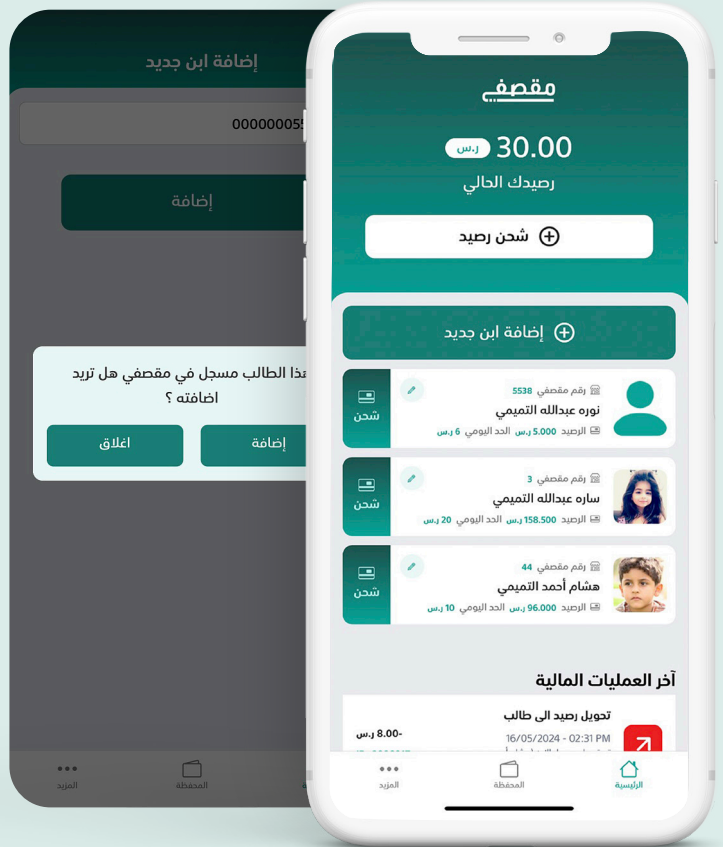 مقصفي
30.00 ر.س
رصيدك الحالي
شحن رصيد
إضافة ابن جديد
رقم مقصفي 5538
نوره عبدالله التميمي
الرصيد 5.000 ر.س الحد اليومي 6 ر.س
شحن
رقم مقصفي 3
ساره عبدالله التميمي
الرصيد 158.500 ر.س الحد اليومي 20 ر.س
شحن
رقم مقصفي 44
هشام أحمد التميمي
الرصيد 96.000 ر.س الحد اليومي 10 ر.س
شحن
آخر العمليات المالية
تحويل رصيد الى طالب
-8.00 ر.س
16/05/2024 - 02:31 PM
الرئيسية
المحفظة
المزيد
إضافة ابن جديد
000000055
إضافة
هذا الطالب مسجل في مقصفي هل تريد
اضافته ؟
إضافة
اغلاق
المحفظة
المزيد